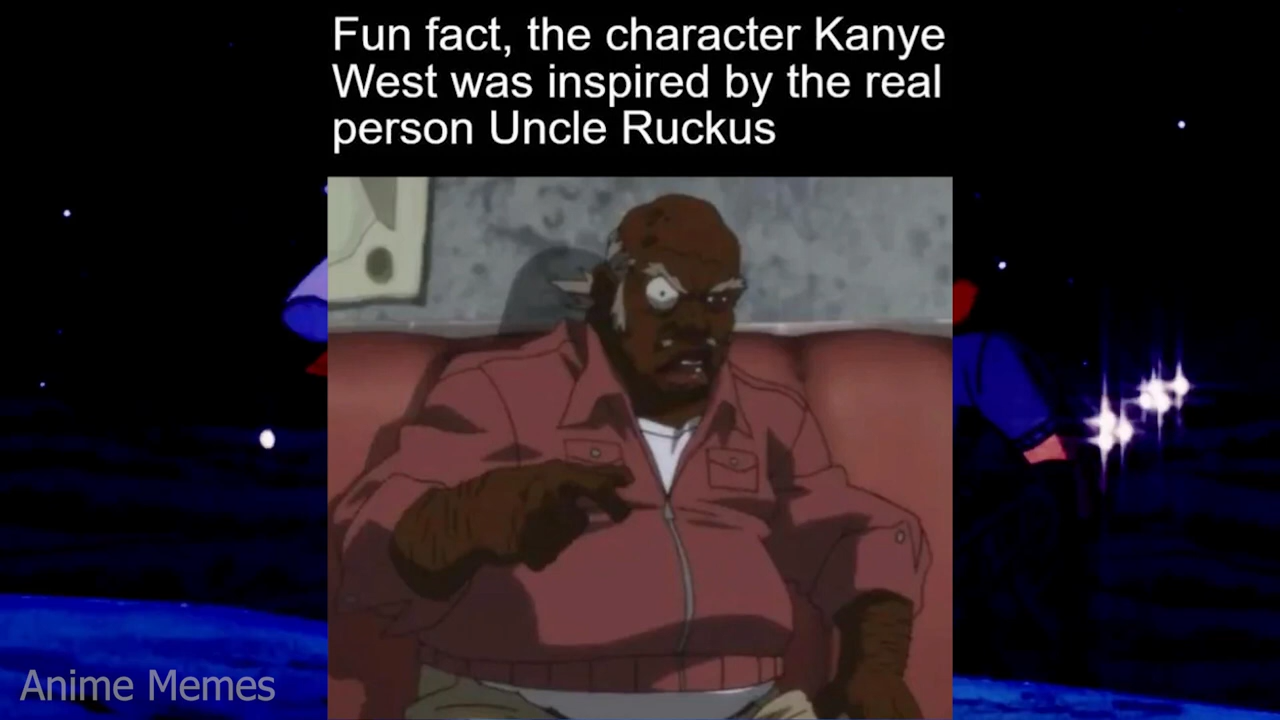 Fun fact, the character Kanye
West was inspired by the real
person Uncle Ruckus
Anime Memes